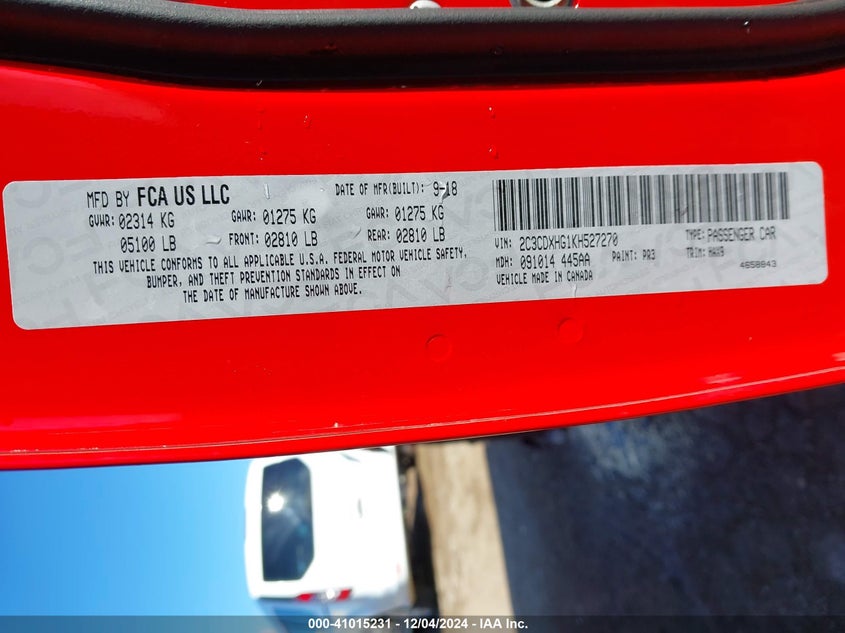 MFD BY FCA US LLC DATE OF MFR(BUILT): 9-18
GVWR: 02314 KG GAWR: 01275 KG GAWR: 01275 KG
05100 LB FRONT: 02810 LB REAR: 02810 LB
THIS VEHICLE CONFORMS TO ALL APPLICABLE U.S.A. FEDERAL MOTOR VEHICLE SAFETY,
BUMPER, AND THEFT PREVENTION STANDARDS IN EFFECT ON
THE DATE OF MANUFACTURE SHOWN ABOVE.
VIN: 2C3CDXHG1KH527270 TYPE: PASSENGER CAR
MDH: 091014 445AA PAINT: PR3 TRIM: HAX9
VEHICLE MADE IN CANADA 4658843
000-41015231 - 12/04/2024 - IAA Inc.